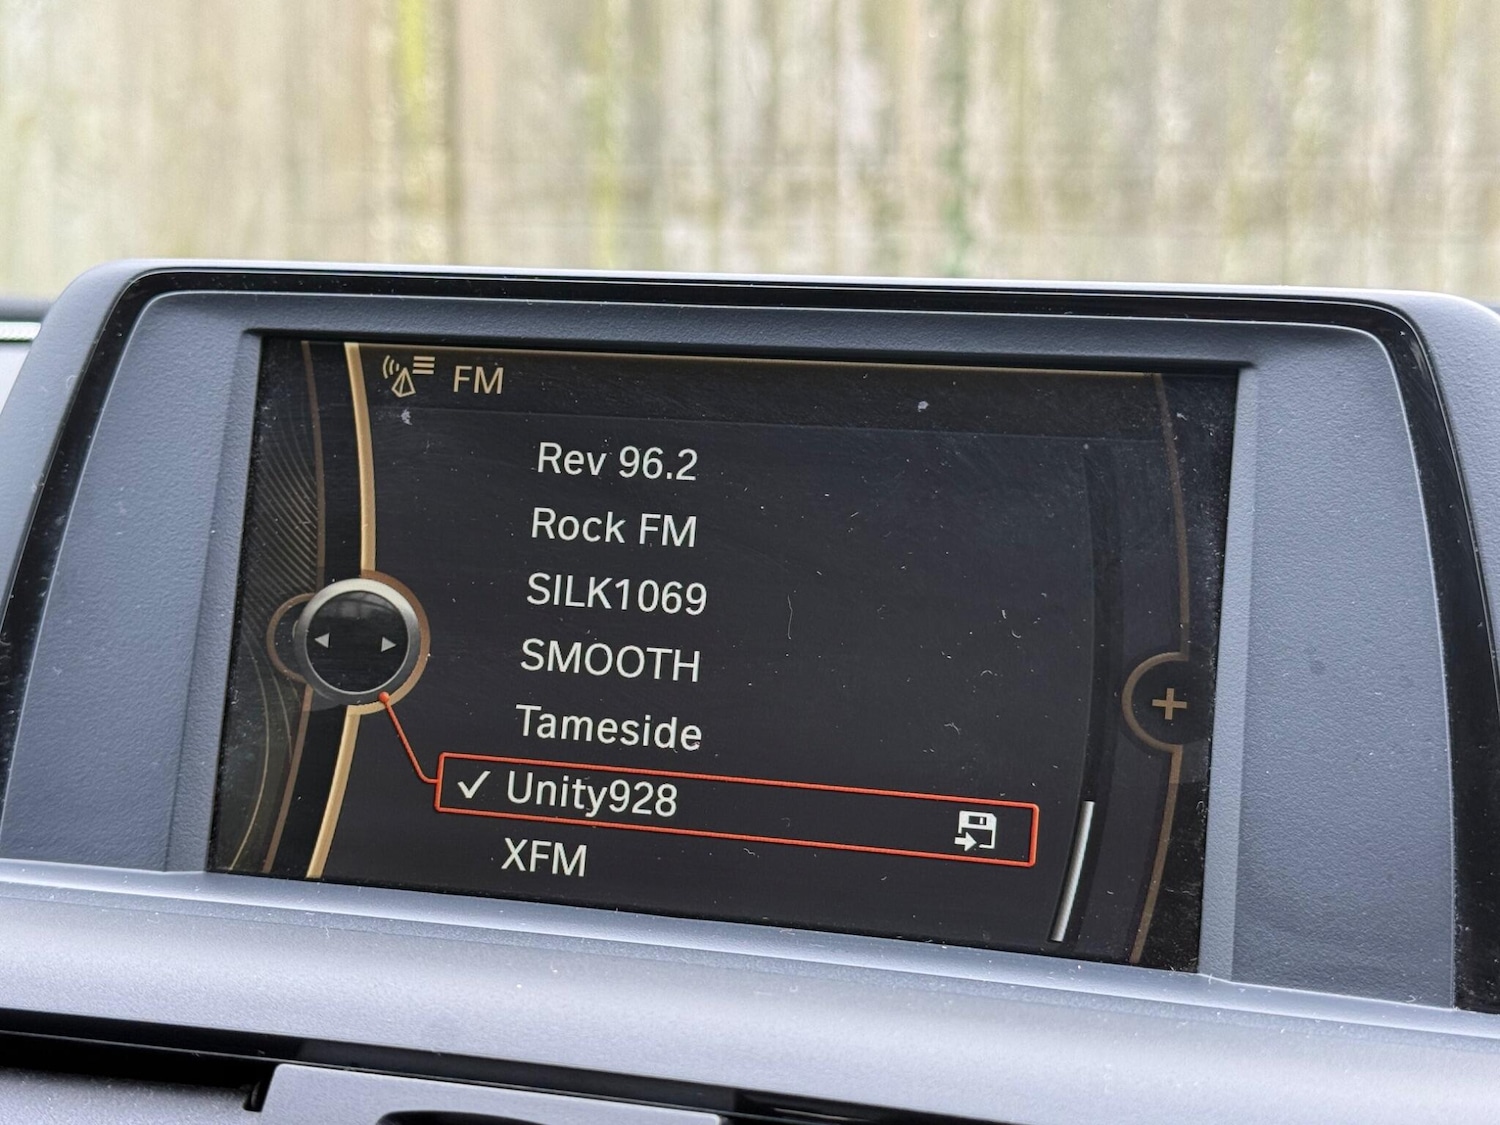 FM
Rev 96.2
Rock FM
SILK1069
SMOOTH
Tameside
✓ Unity928
XFM